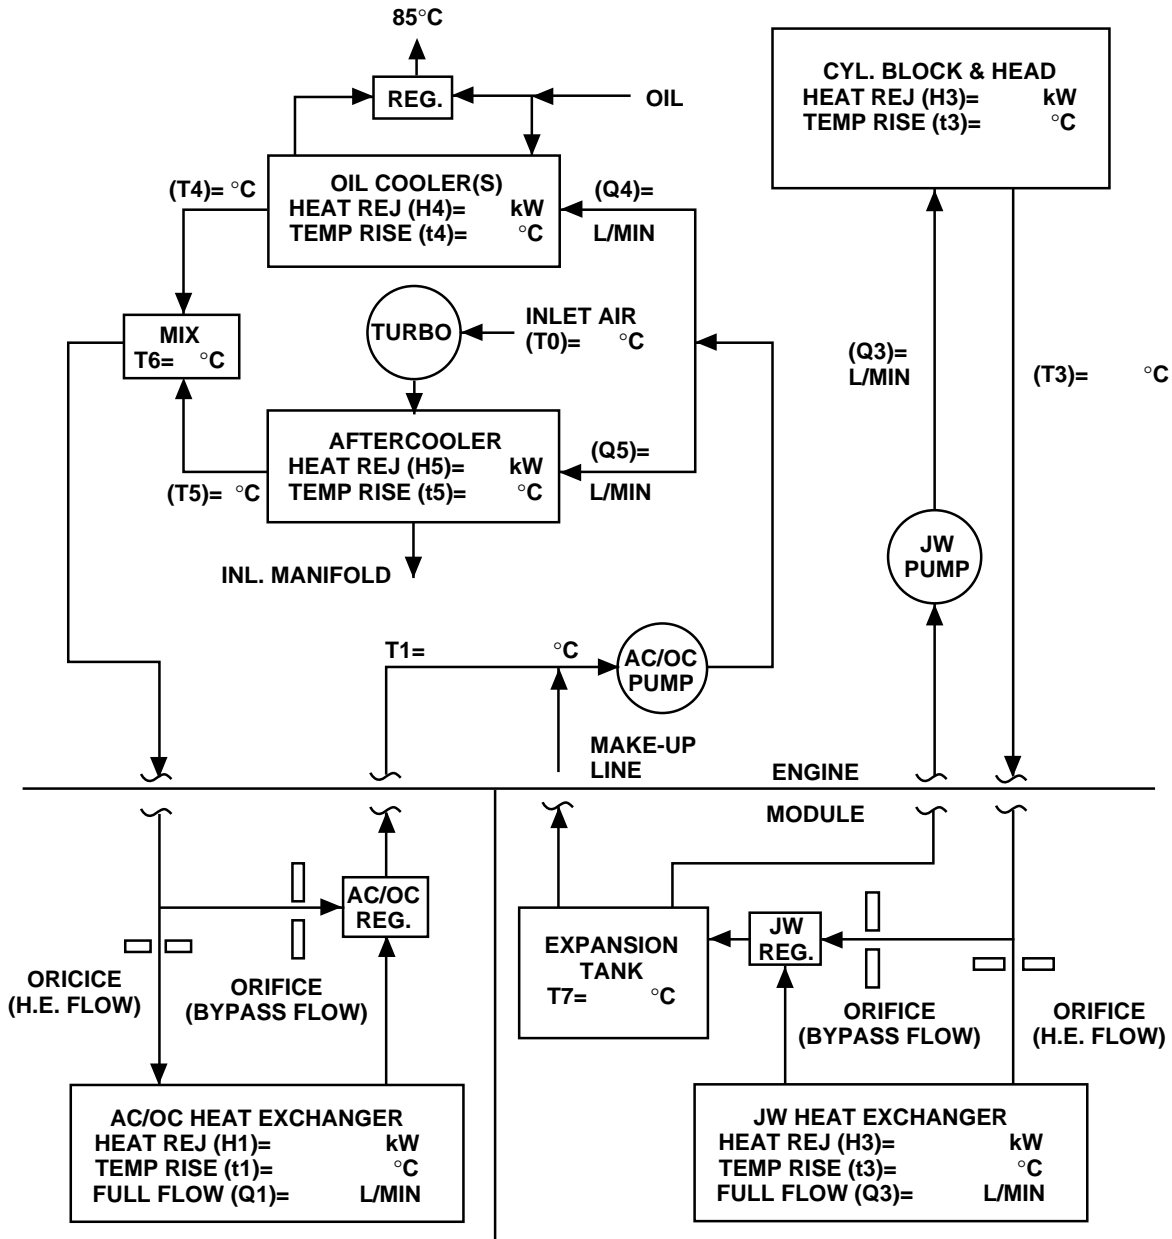 85°C
REG.
OIL
CYL. BLOCK & HEAD
HEAT REJ (H3)= kW
TEMP RISE (t3)= °C
(T4)= °C
OIL COOLER(S)
HEAT REJ (H4)= kW
TEMP RISE (t4)= °C
(Q4)=
L/MIN
MIX
T6= °C
TURBO
INLET AIR
(T0)= °C
(Q3)=
L/MIN
(T3)= °C
AFTERCOOLER
HEAT REJ (H5)= kW
TEMP RISE (t5)= °C
(Q5)=
L/MIN
(T5)= °C
INL. MANIFOLD
JW
PUMP
T1= °C
AC/OC
PUMP
MAKE-UP
LINE
ENGINE
MODULE
AC/OC
REG.
ORICICE
(H.E. FLOW)
ORIFICE
(BYPASS FLOW)
EXPANSION
TANK
T7= °C
JW
REG.
ORIFICE
(BYPASS FLOW)
ORIFICE
(H.E. FLOW)
AC/OC HEAT EXCHANGER
HEAT REJ (H1)= kW
TEMP RISE (t1)= °C
FULL FLOW (Q1)= L/MIN
JW HEAT EXCHANGER
HEAT REJ (H3)= kW
TEMP RISE (t3)= °C
FULL FLOW (Q3)= L/MIN